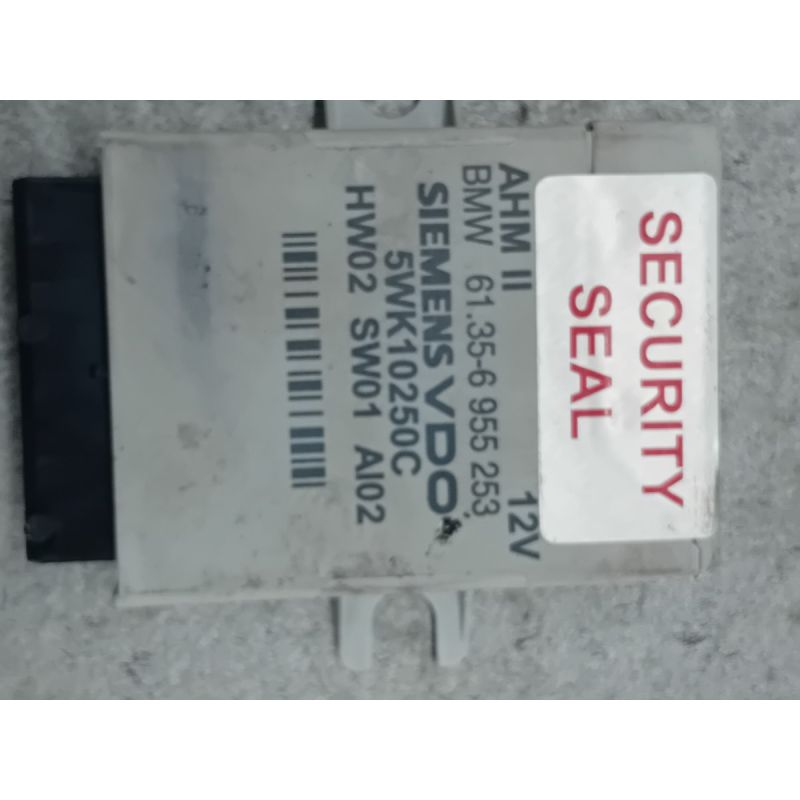 SECURITY
SEAL
AHM II 12V
BMW 61.35-6 955 253
SIEMENS VDO
5WK10250C
HW02 SW01 AI02